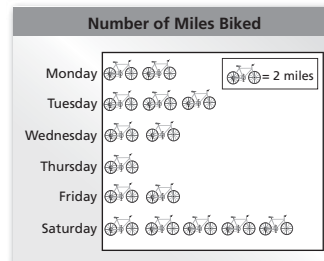 Number of Miles Biked
Monday
= 2 miles
Tuesday
Wednesday
Thursday
Friday
Saturday